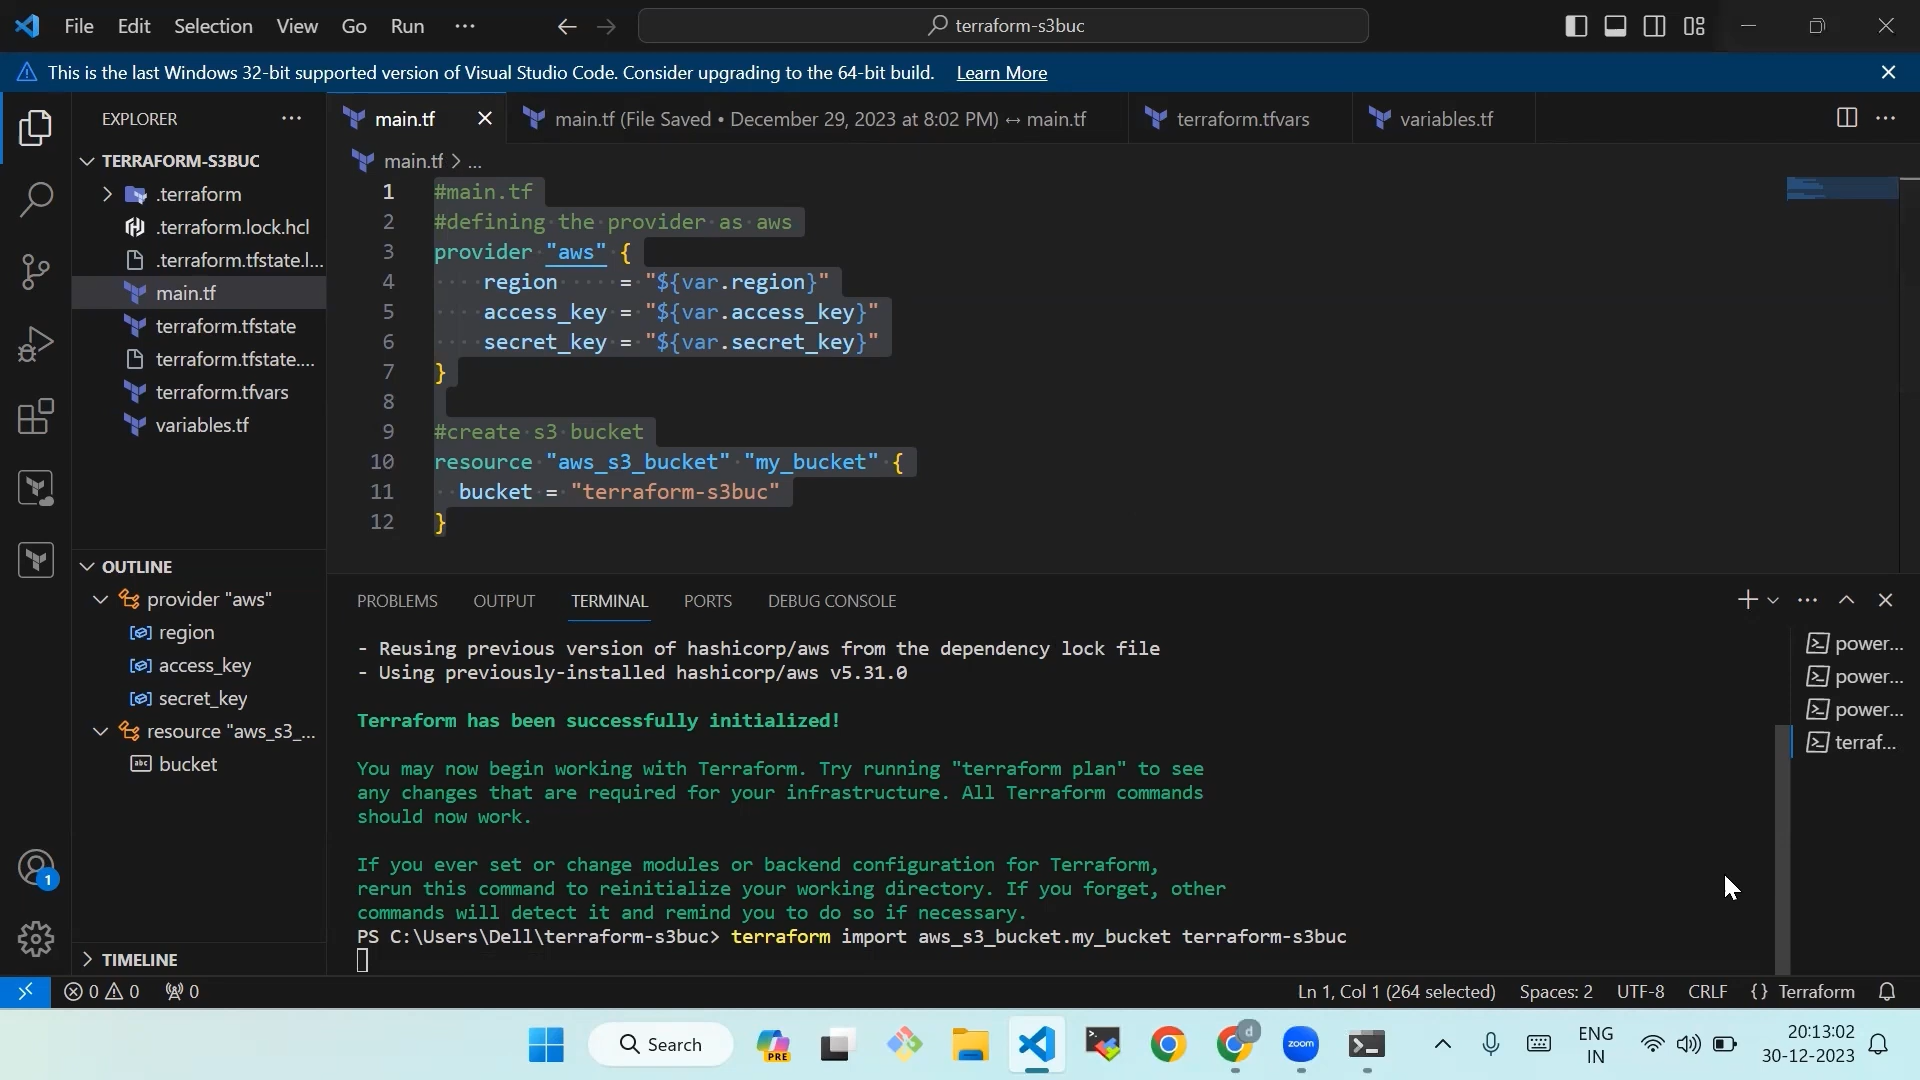 File Edit Selection View Go Run ··· terraform-s3buc
This is the last Windows 32-bit supported version of Visual Studio Code. Consider upgrading to the 64-bit build. Learn More
EXPLORER ···
TERRAFORM-S3BUC
.terraform
.terraform.lock.hcl
.terraform.tfstate.l...
main.tf
terraform.tfstate
terraform.tfstate....
terraform.tfvars
variables.tf
OUTLINE
provider "aws"
region
access_key
secret_key
resource "aws_s3_...
bucket
TIMELINE
main.tf main.tf (File Saved • December 29, 2023 at 8:02 PM) ↔ main.tf terraform.tfvars variables.tf
main.tf > ...
1 #main.tf
2 #defining the provider as aws
3 provider "aws" {
4 region = "${var.region}"
5 access_key = "${var.access_key}"
6 secret_key = "${var.secret_key}"
7 }
8
9 #create s3 bucket
10 resource "aws_s3_bucket" "my_bucket" {
11 bucket = "terraform-s3buc"
12 }
PROBLEMS OUTPUT TERMINAL PORTS DEBUG CONSOLE
- Reusing previous version of hashicorp/aws from the dependency lock file
- Using previously-installed hashicorp/aws v5.31.0
Terraform has been successfully initialized!
You may now begin working with Terraform. Try running "terraform plan" to see
any changes that are required for your infrastructure. All Terraform commands
should now work.
If you ever set or change modules or backend configuration for Terraform,
rerun this command to reinitialize your working directory. If you forget, other
commands will detect it and remind you to do so if necessary.
PS C:\Users\Dell\terraform-s3buc> terraform import aws_s3_bucket.my_bucket terraform-s3buc
power...
power...
power...
terraf...
1
0 0 0 Ln 1, Col 1 (264 selected) Spaces: 2 UTF-8 CRLF {} Terraform
Search PRE d zoom ENG IN 20:13:02
30-12-2023